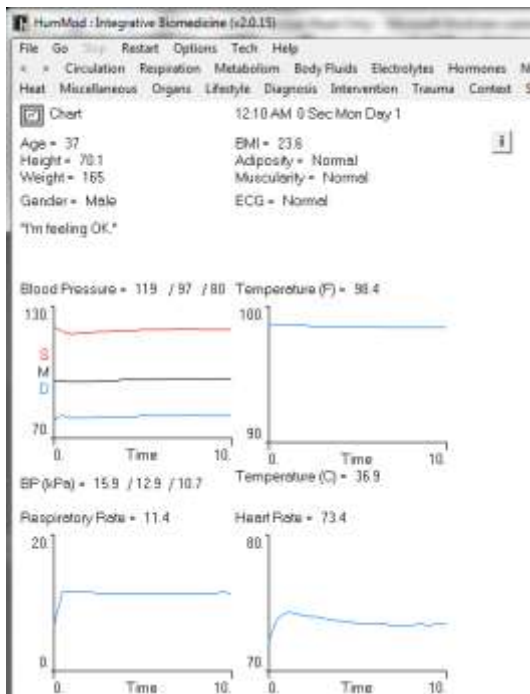 HumMod : Integrative Biomedicine (v2.0.15)
File Go Stop Restart Options Tech Help
< > Circulation Respiration Metabolism Body Fluids Electrolytes Hormones N
Heat Miscellaneous Organs Lifestyle Diagnosis Intervention Trauma Context S
Chart 12:10 AM 0 Sec Mon Day 1
Age = 37 BMI = 23.6 i
Height = 70.1 Adiposity = Normal
Weight = 165 Muscularity = Normal
Gender = Male ECG = Normal
"I'm feeling OK."
Blood Pressure = 119 / 97 / 80 Temperature (F) = 98.4
130. 100.
S
M
D
70. 90.
0. Time 10. 0. Time 10.
BP (kPa) = 15.9 / 12.9 / 10.7 Temperature (C) = 36.9
Respiratory Rate = 11.4 Heart Rate = 73.4
20. 80.
0. 70.
0. Time 10. 0. Time 10.